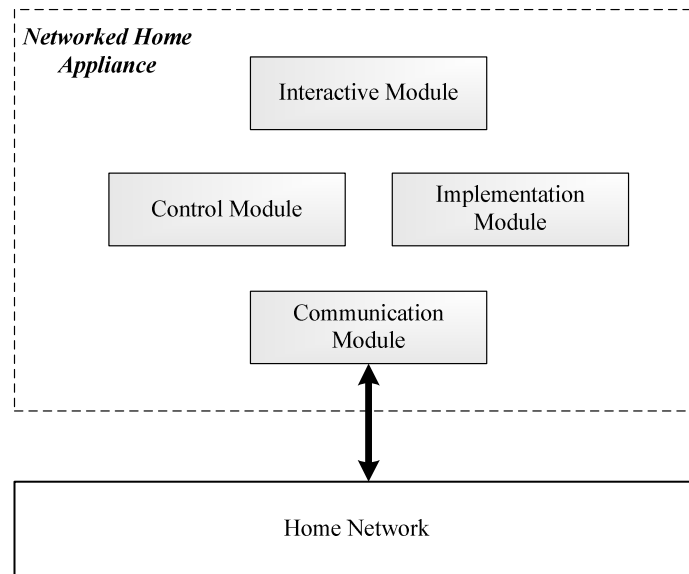 Networked Home
Appliance
Interactive Module
Control Module
Implementation
Module
Communication
Module
Home Network